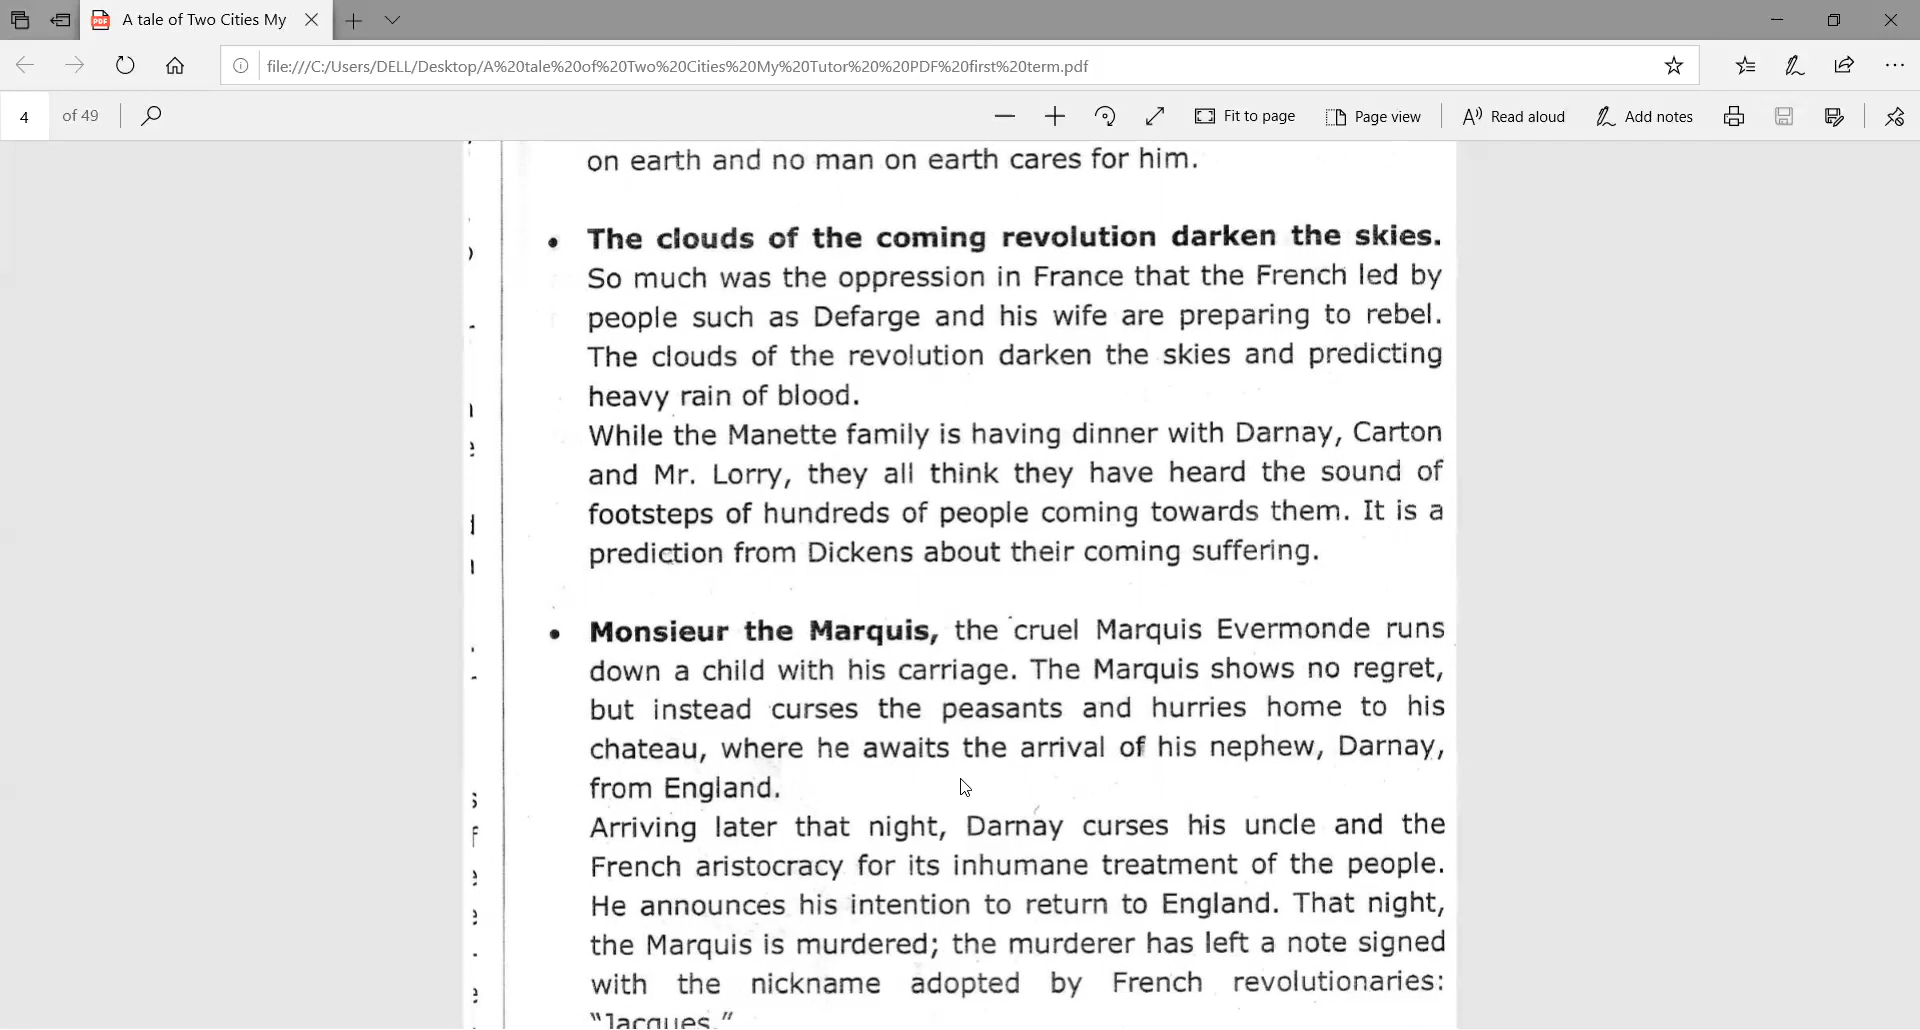 A tale of Two Cities My
file:///C:/Users/DELL/Desktop/A%20tale%20of%20Two%20Cities%20My%20Tutor%20%20PDF%20first%20term.pdf
4 of 49 Fit to page Page view Read aloud Add notes
on earth and no man on earth cares for him.
• The clouds of the coming revolution darken the skies.
So much was the oppression in France that the French led by
people such as Defarge and his wife are preparing to rebel.
The clouds of the revolution darken the skies and predicting
heavy rain of blood.
While the Manette family is having dinner with Darnay, Carton
and Mr. Lorry, they all think they have heard the sound of
footsteps of hundreds of people coming towards them. It is a
prediction from Dickens about their coming suffering.
• Monsieur the Marquis, the cruel Marquis Evermonde runs
down a child with his carriage. The Marquis shows no regret,
but instead curses the peasants and hurries home to his
chateau, where he awaits the arrival of his nephew, Darnay,
from England.
Arriving later that night, Darnay curses his uncle and the
French aristocracy for its inhumane treatment of the people.
He announces his intention to return to England. That night,
the Marquis is murdered; the murderer has left a note signed
with the nickname adopted by French revolutionaries:
"Jacques."